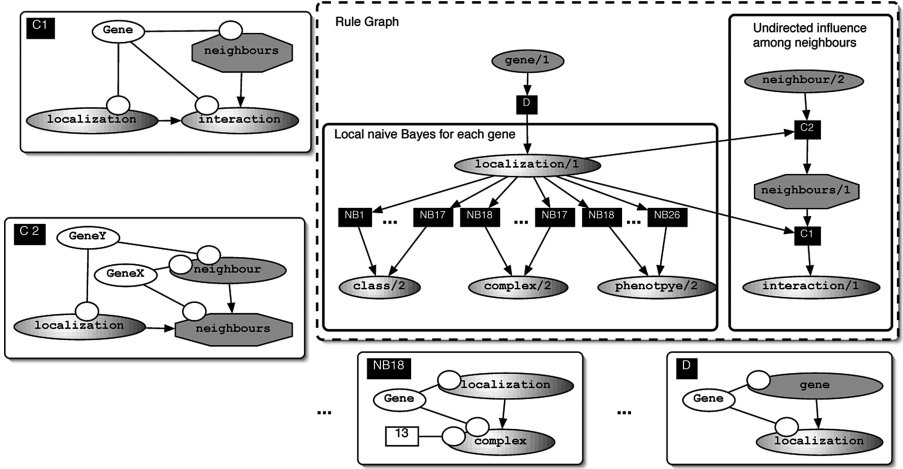 C1
Gene
neighbours
localization
interaction
C 2
GeneY
GeneX
neighbour
localization
neighbours
Rule Graph
gene/1
D
Local naive Bayes for each gene
localization/1
NB1
...
NB17
NB18
...
NB17
NB18
...
NB26
class/2
complex/2
phenotpye/2
Undirected influence
among neighbours
neighbour/2
C2
neighbours/1
C1
interaction/1
...
NB18
localization
Gene
13
complex
...
D
gene
Gene
localization